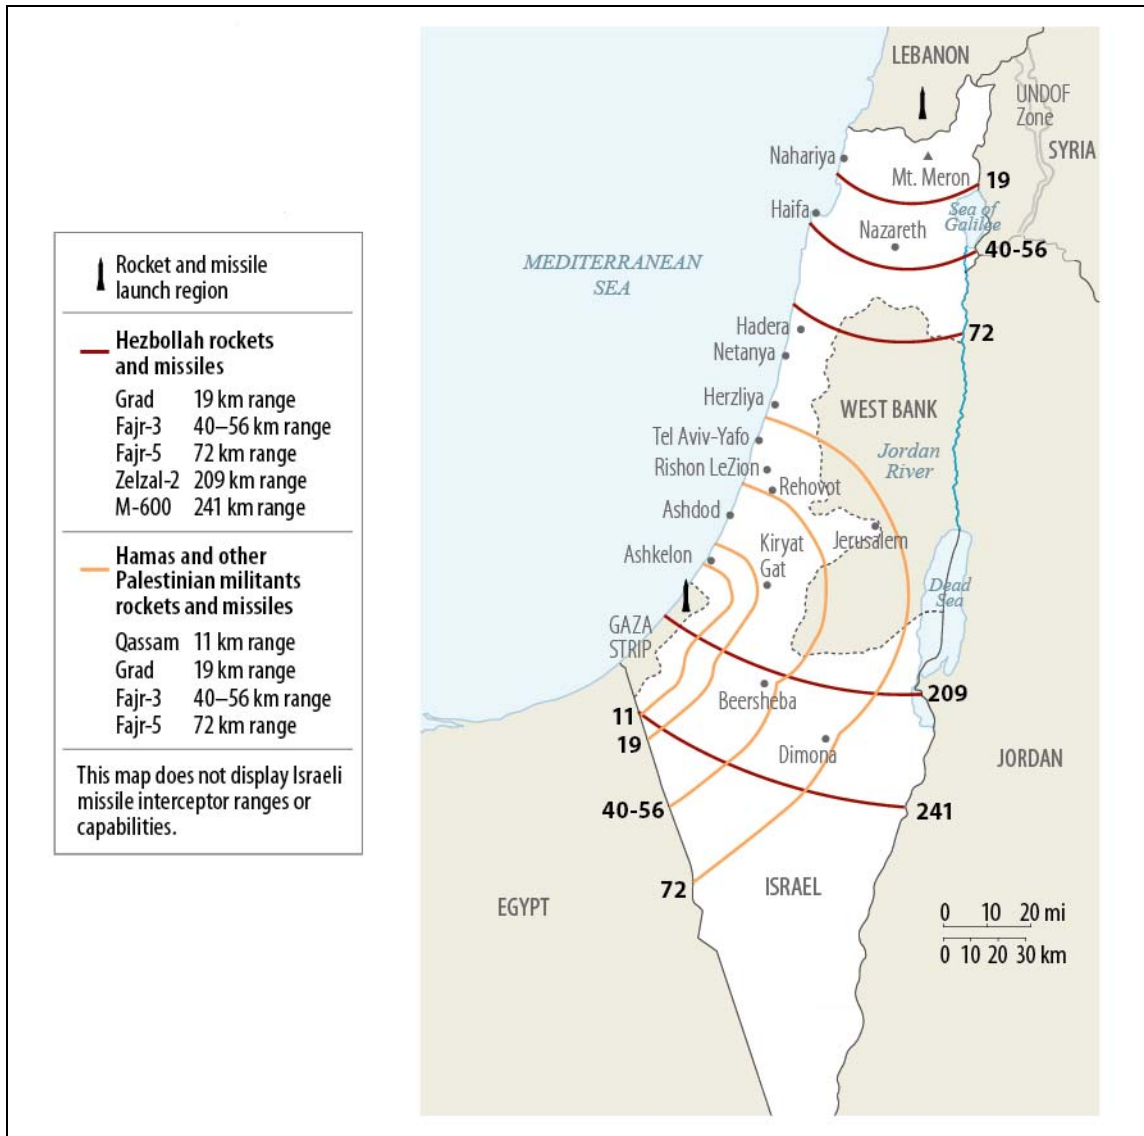 Rocket and missile
launch region
Hezbollah rockets
and missiles
Grad 19 km range
Fajr-3 40–56 km range
Fajr-5 72 km range
Zelzal-2 209 km range
M-600 241 km range
Hamas and other
Palestinian militants
rockets and missiles
Qassam 11 km range
Grad 19 km range
Fajr-3 40–56 km range
Fajr-5 72 km range
This map does not display Israeli
missile interceptor ranges or
capabilities.
LEBANON
UNDOF
Zone
SYRIA
Nahariya
Mt. Meron
19
Haifa
Sea of
Galilee
Nazareth
40-56
MEDITERRANEAN
SEA
Hadera
72
Netanya
Herzliya
WEST BANK
Tel Aviv-Yafo
Jordan
River
Rishon LeZion
Rehovot
Ashdod
Jerusalem
Kiryat
Gat
Ashkelon
Dead
Sea
GAZA
STRIP
209
Beersheba
11
19
Dimona
JORDAN
40-56
241
72
ISRAEL
EGYPT
0 10 20 mi
0 10 20 30 km